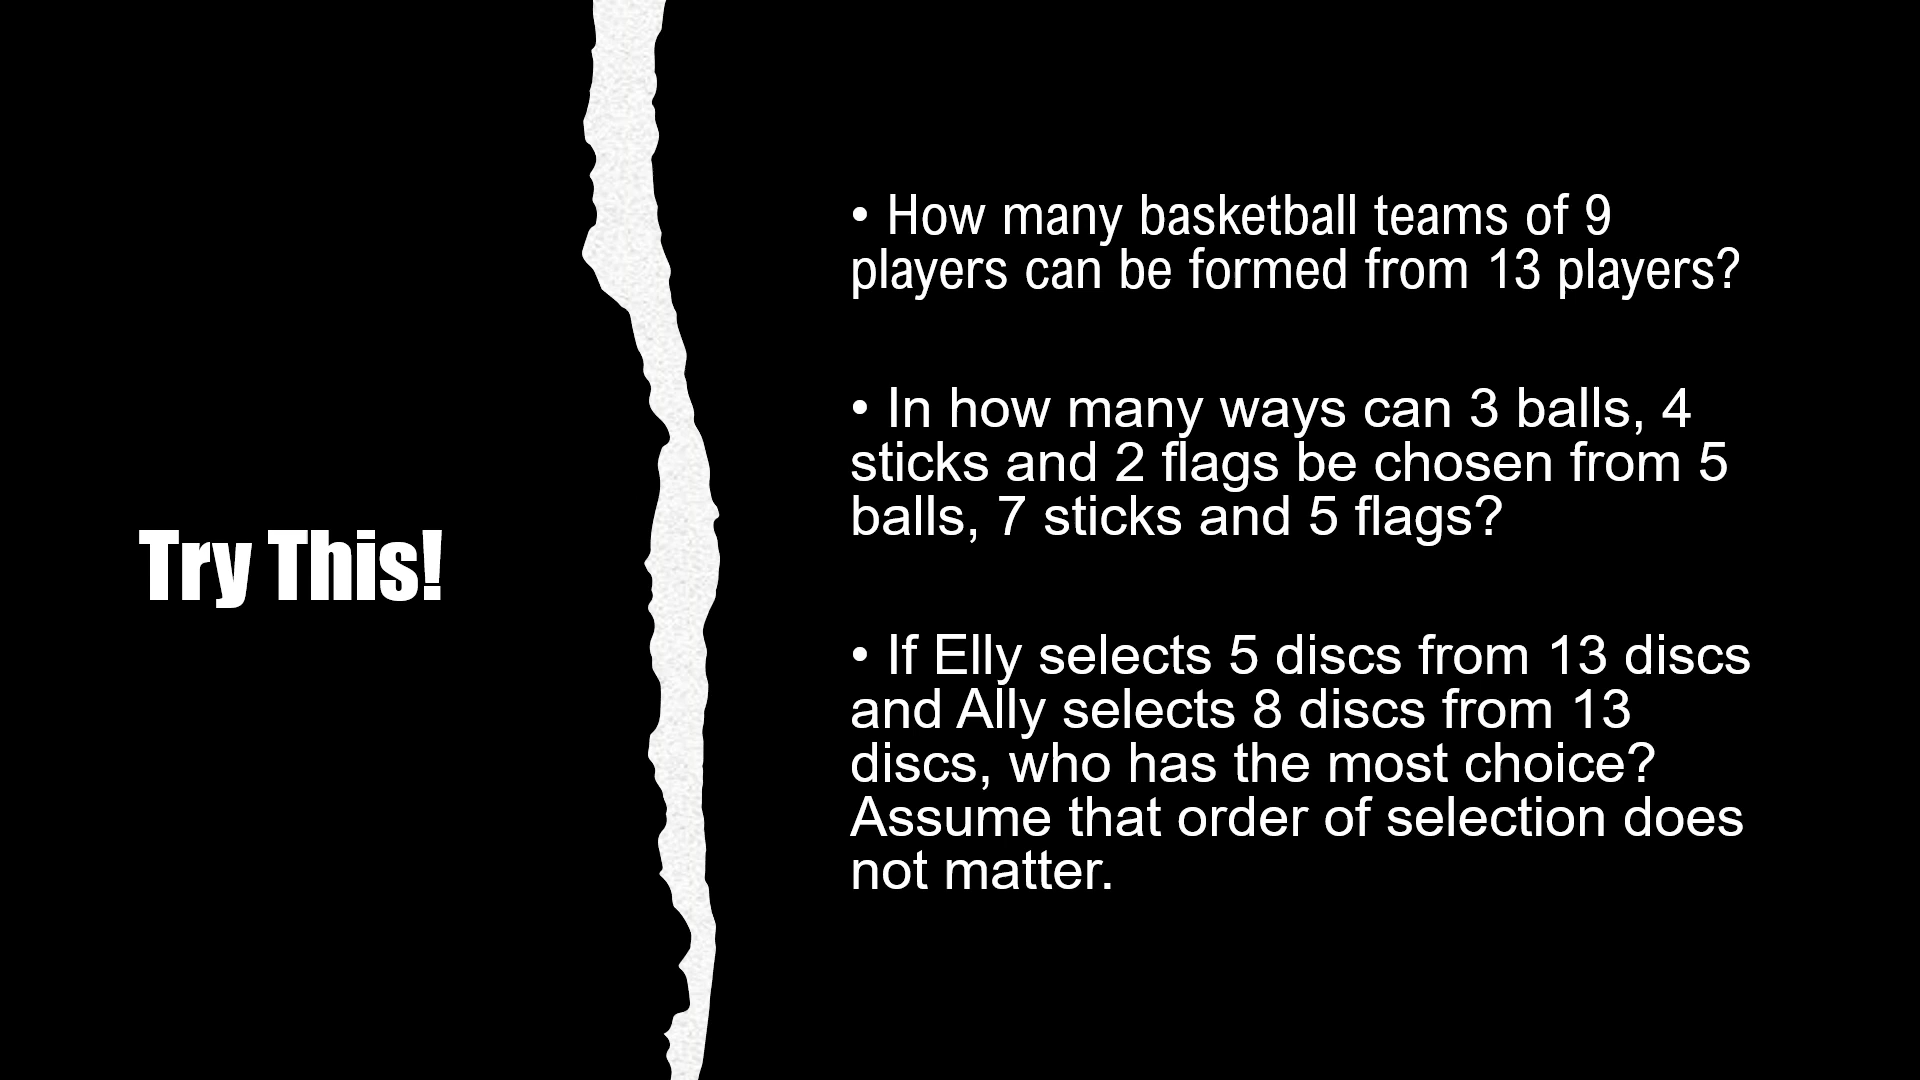 Try This!
• How many basketball teams of 9
players can be formed from 13 players?
• In how many ways can 3 balls, 4
sticks and 2 flags be chosen from 5
balls, 7 sticks and 5 flags?
• If Elly selects 5 discs from 13 discs
and Ally selects 8 discs from 13
discs, who has the most choice?
Assume that order of selection does
not matter.